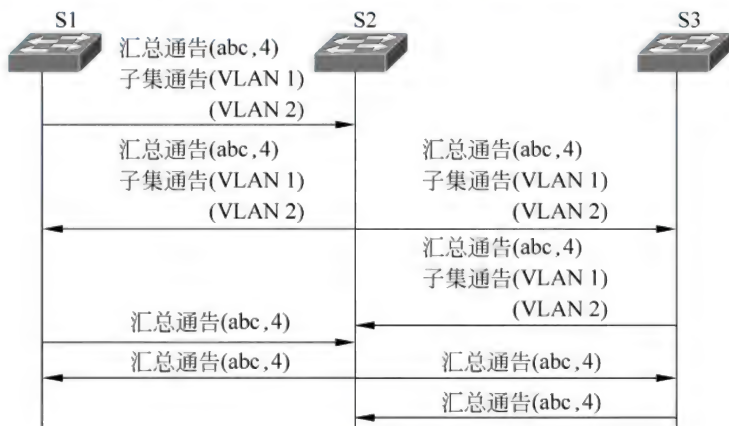 S1
S2
S3
汇总通告(abc,4)
子集通告(VLAN 1)
(VLAN 2)
汇总通告(abc,4)
子集通告(VLAN 1)
(VLAN 2)
汇总通告(abc,4)
子集通告(VLAN 1)
(VLAN 2)
汇总通告(abc,4)
子集通告(VLAN 1)
(VLAN 2)
汇总通告(abc,4)
汇总通告(abc,4)
汇总通告(abc,4)
汇总通告(abc,4)